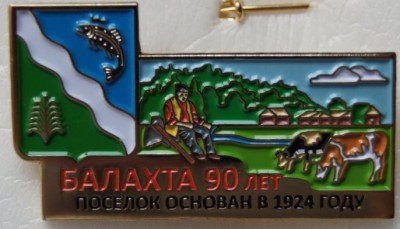 БАЛАХТА 90 ЛЕТ
ПОСЕЛОК ОСНОВАН В 1924 ГОДУ